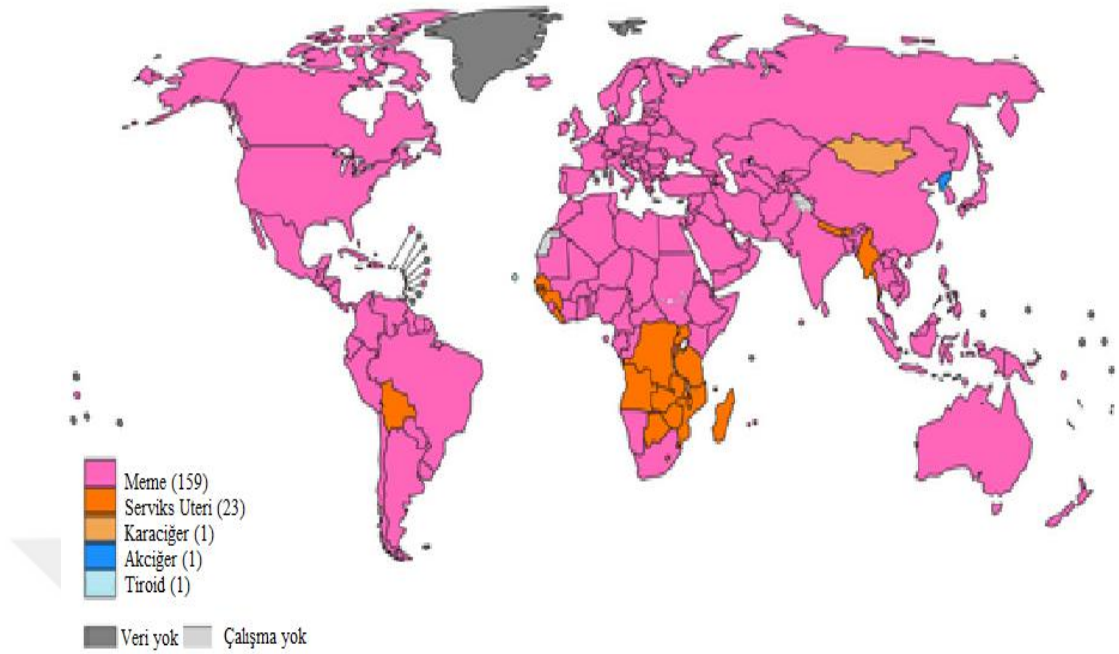 Meme (159)
Serviks Uteri (23)
Karaciğer (1)
Akciğer (1)
Tiroid (1)
Veri yok Çalışma yok